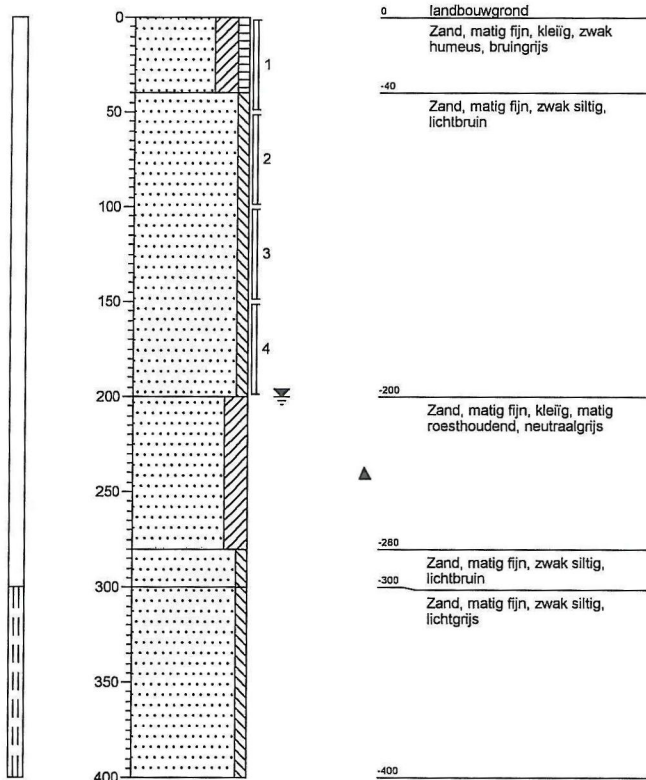 0
50
100
150
200
250
300
350
400
1
2
3
4
0 landbouwgrond
Zand, matig fijn, kleiïg, zwak
humeus, bruingrijs
-40
Zand, matig fijn, zwak siltig,
lichtbruin
-200
Zand, matig fijn, kleiïg, matig
roesthoudend, neutraalgrijs
-280
Zand, matig fijn, zwak siltig,
lichtbruin
-300
Zand, matig fijn, zwak siltig,
lichtgrijs
-400